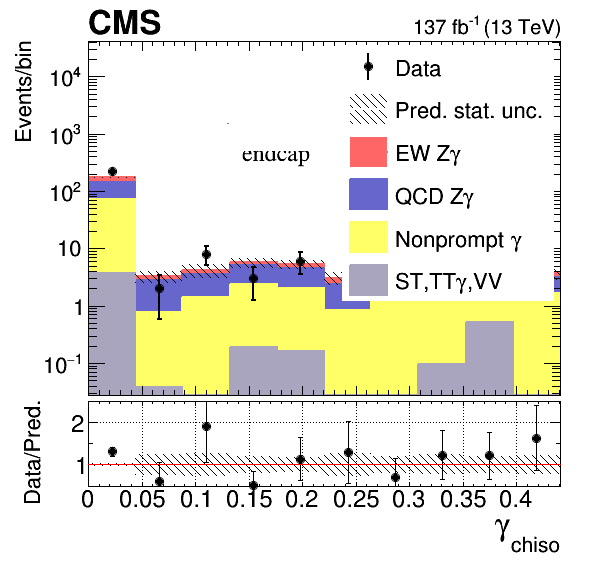 CMS
137 fb⁻¹ (13 TeV)
Events/bin
10⁴
10³
10²
10
1
10⁻¹
Data
Pred. stat. unc.
EW Zγ
QCD Zγ
Nonprompt γ
ST,TTγ,VV
endcap
Data/Pred.
2
1
0 0.05 0.1 0.15 0.2 0.25 0.3 0.35 0.4
γchiso